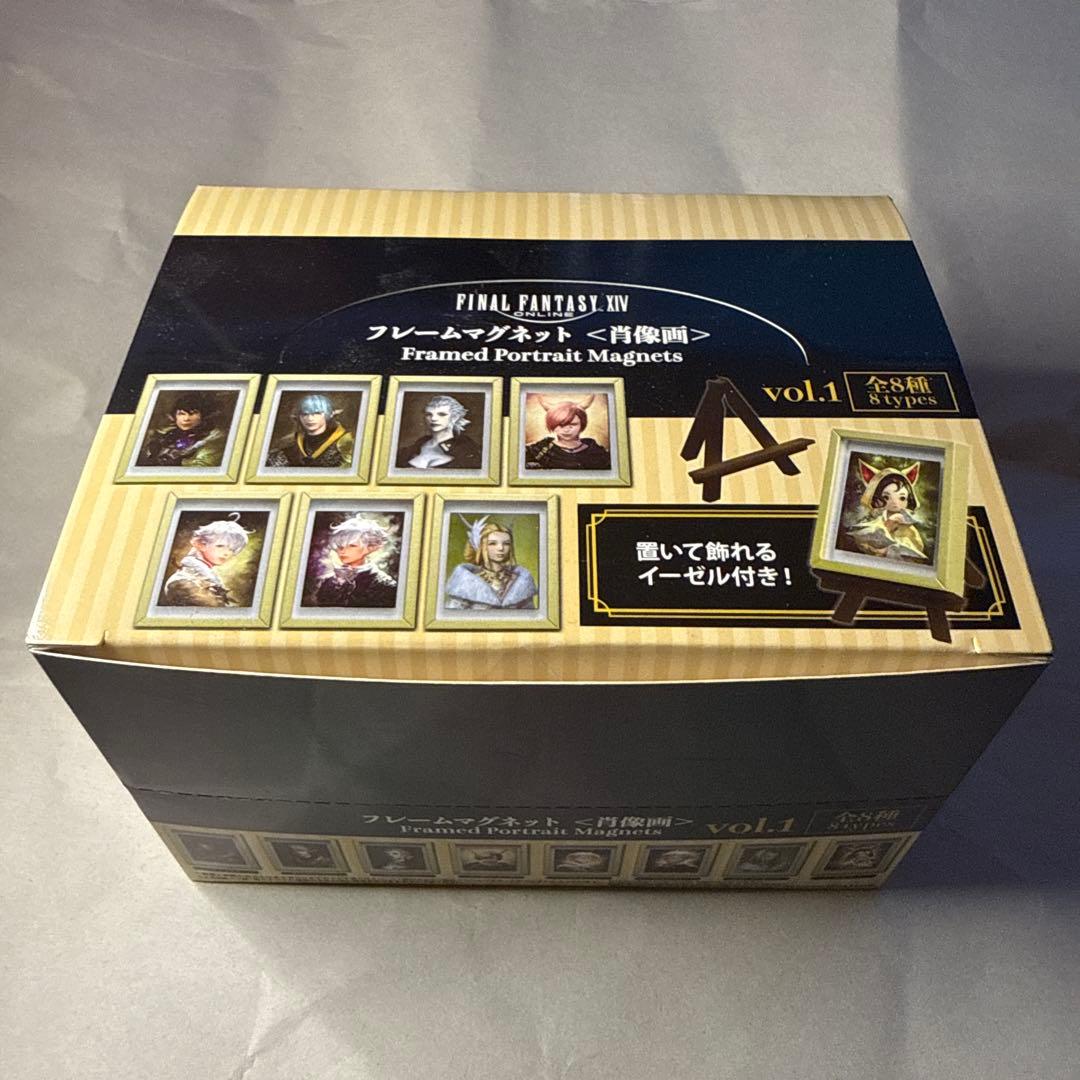 FINAL FANTASY XIV
ONLINE
フレームマグネット <肖像画>
Framed Portrait Magnets
vol.1
全8種
8 types
置いて飾れる
イーゼル付き!
フレームマグネット <肖像画>
Framed Portrait Magnets
vol.1
全8種
8 types